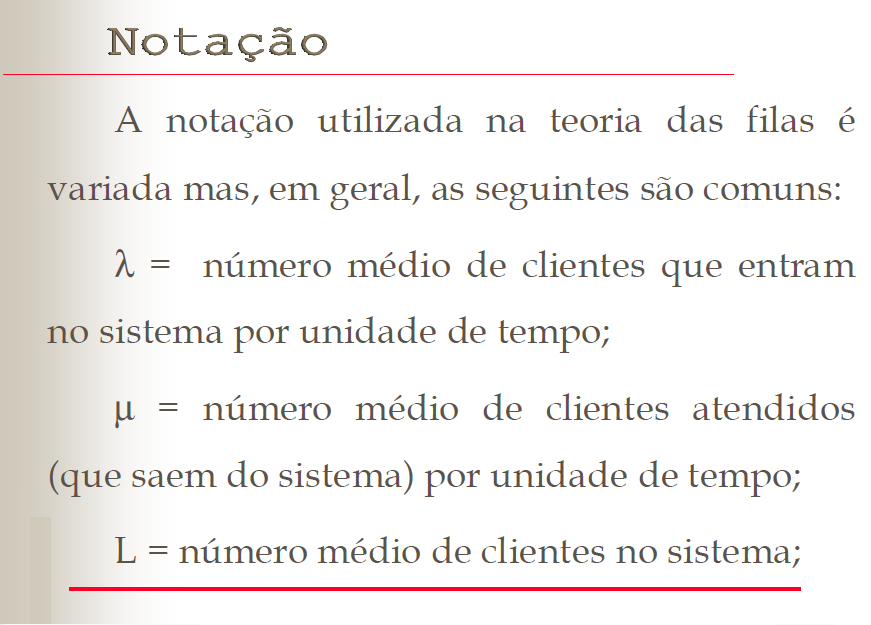 Notação
A notação utilizada na teoria das filas é
variada mas, em geral, as seguintes são comuns:
λ = número médio de clientes que entram
no sistema por unidade de tempo;
μ = número médio de clientes atendidos
(que saem do sistema) por unidade de tempo;
L = número médio de clientes no sistema;